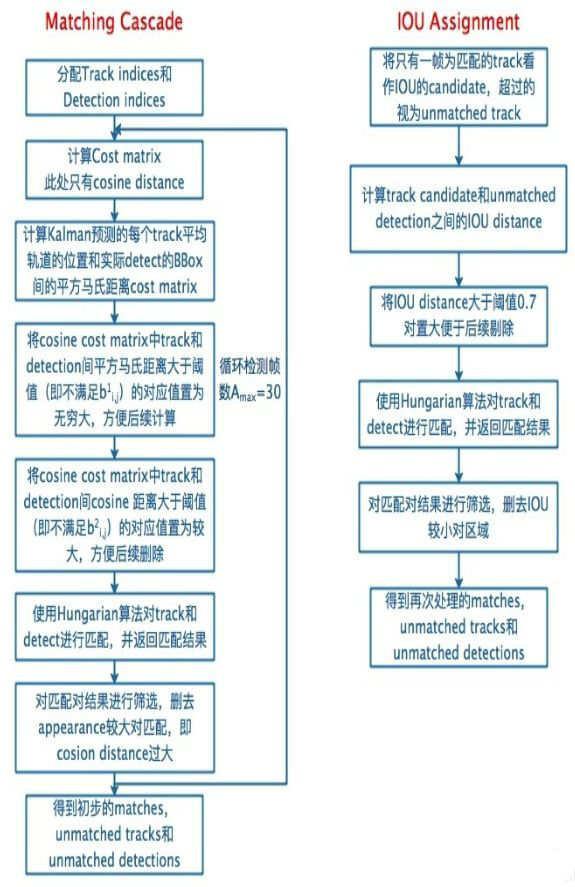 Matching Cascade
分配Track indices和
Detection indices
计算Cost matrix
此处只有cosine distance
计算Kalman预测的每个track平均
轨道的位置和实际detect的BBox
间的平方马氏距离cost matrix
将cosine cost matrix中track和
detection间平方马氏距离大于阈
值（即不满足b¹i,j）的对应值置为
无穷大，方便后续计算
将cosine cost matrix中track和
detection间cosine 距离大于阈值
（即不满足b²i,j）的对应值置为较
大，方便后续删除
使用Hungarian算法对track和
detect进行匹配，并返回匹配结果
对匹配对结果进行筛选，删去
appearance较大对匹配，即
cosion distance过大
得到初步的matches,
unmatched tracks和
unmatched detections
循环检测帧
数Amax=30
IOU Assignment
将只有一帧为匹配的track看
作IOU的candidate，超过的
视为unmatched track
计算track candidate和unmatched
detection之间的IOU distance
将IOU distance大于阈值0.7
对置大便于后续剔除
使用Hungarian算法对track和
detect进行匹配，并返回匹配结果
对匹配对结果进行筛选，删去IOU
较小对区域
得到再次处理的matches,
unmatched tracks和
unmatched detections